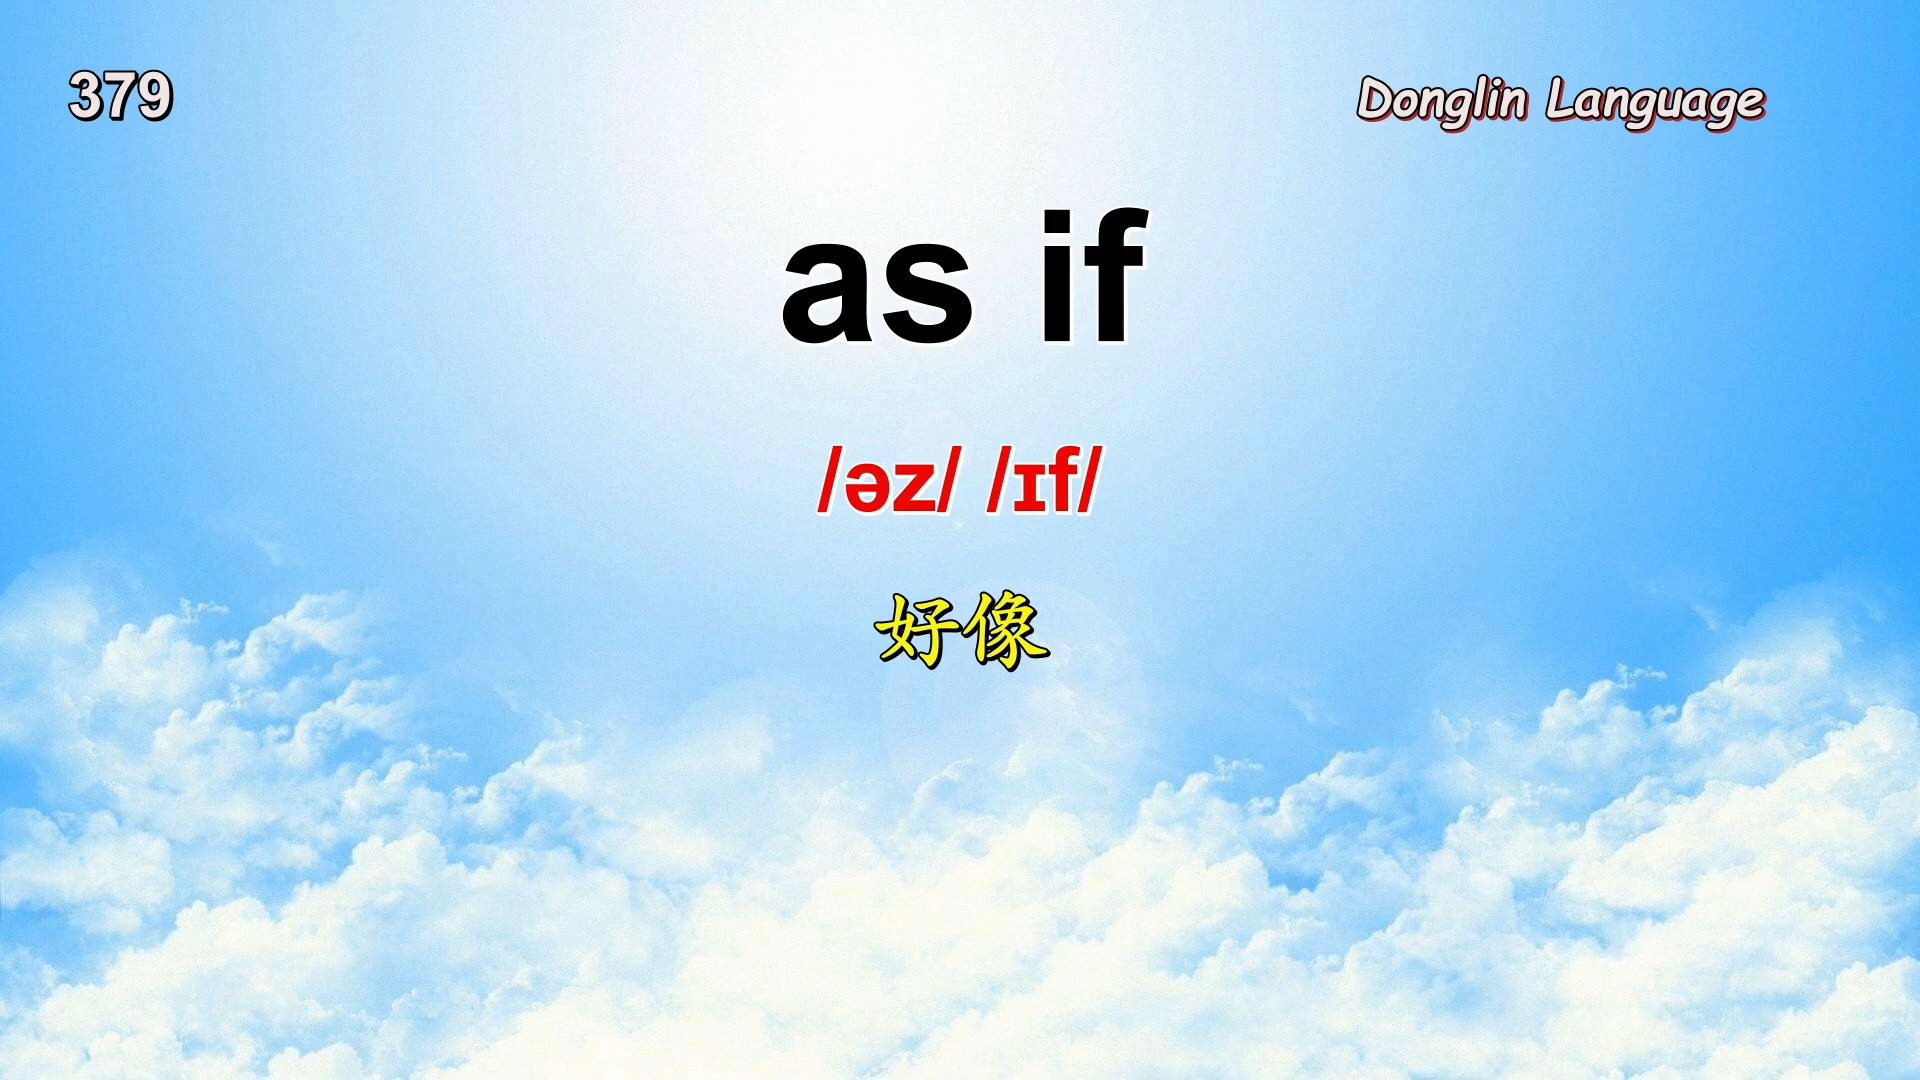 379
Donglin Language
as if
/əz/ /ɪf/
好像